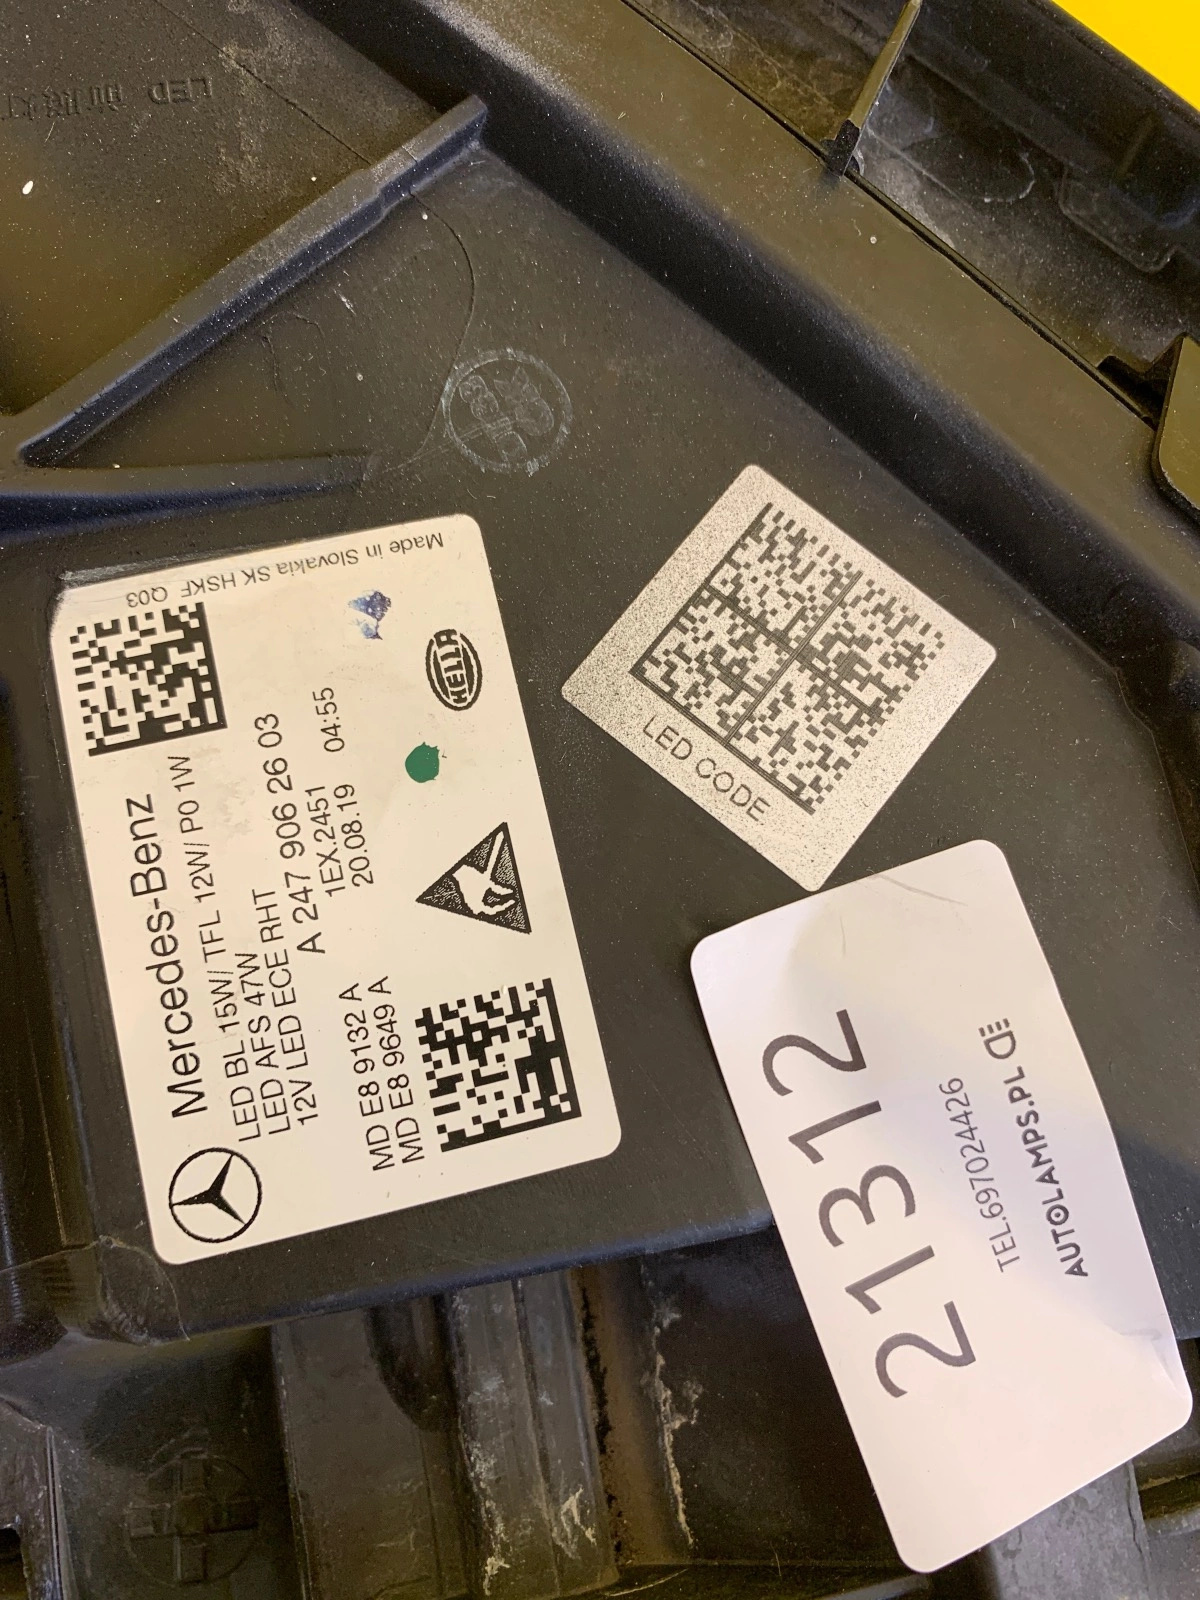 LED
Made in Slovakia SK HSKF Q03
Mercedes-Benz
LED BL 15W/ TFL 12W/ P0 1W
LED AFS 47W
12V LED ECE RHT
A 247 906 26 03
1EX.2451
20.08.19 04:55
MD E8 9132 A
MD E8 9649 A
HELLA
LED CODE
21312
TEL.697024426
AUTOLAMPS.PL